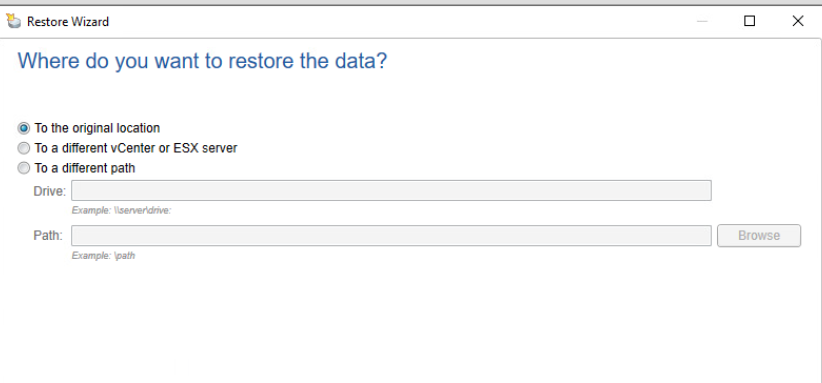 Restore Wizard
Where do you want to restore the data?
To the original location
To a different vCenter or ESX server
To a different path
Drive:
Example: \\server\drive:
Path:
Browse
Example: \path